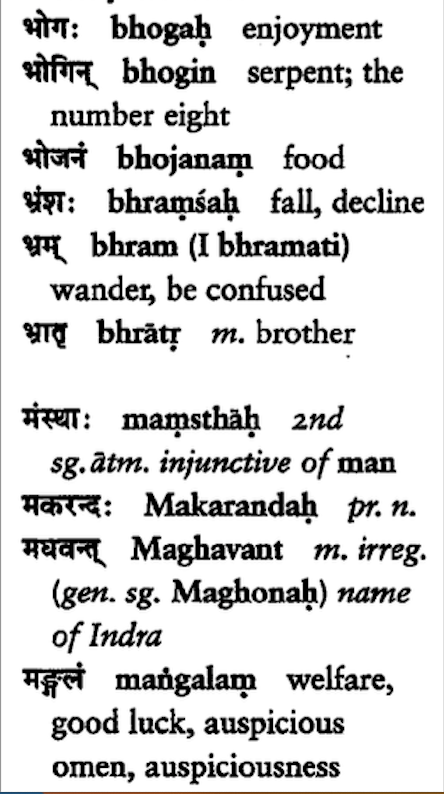 भोगः bhogaḥ enjoyment
भोगिन् bhogin serpent; the
number eight
भोजनं bhojanaṃ food
भ्रंशः bhraṃśaḥ fall, decline
भ्रम् bhram (I bhramati)
wander, be confused
भ्रातृ bhrātṛ m. brother
मंस्थाः maṃsthāḥ 2nd
sg. ātm. injunctive of man
मकरन्दः Makarandaḥ pr. n.
मघवन्त् Maghavant m. irreg.
(gen. sg. Maghonaḥ) name
of Indra
मङ्गलं maṅgalaṃ welfare,
good luck, auspicious
omen, auspiciousness